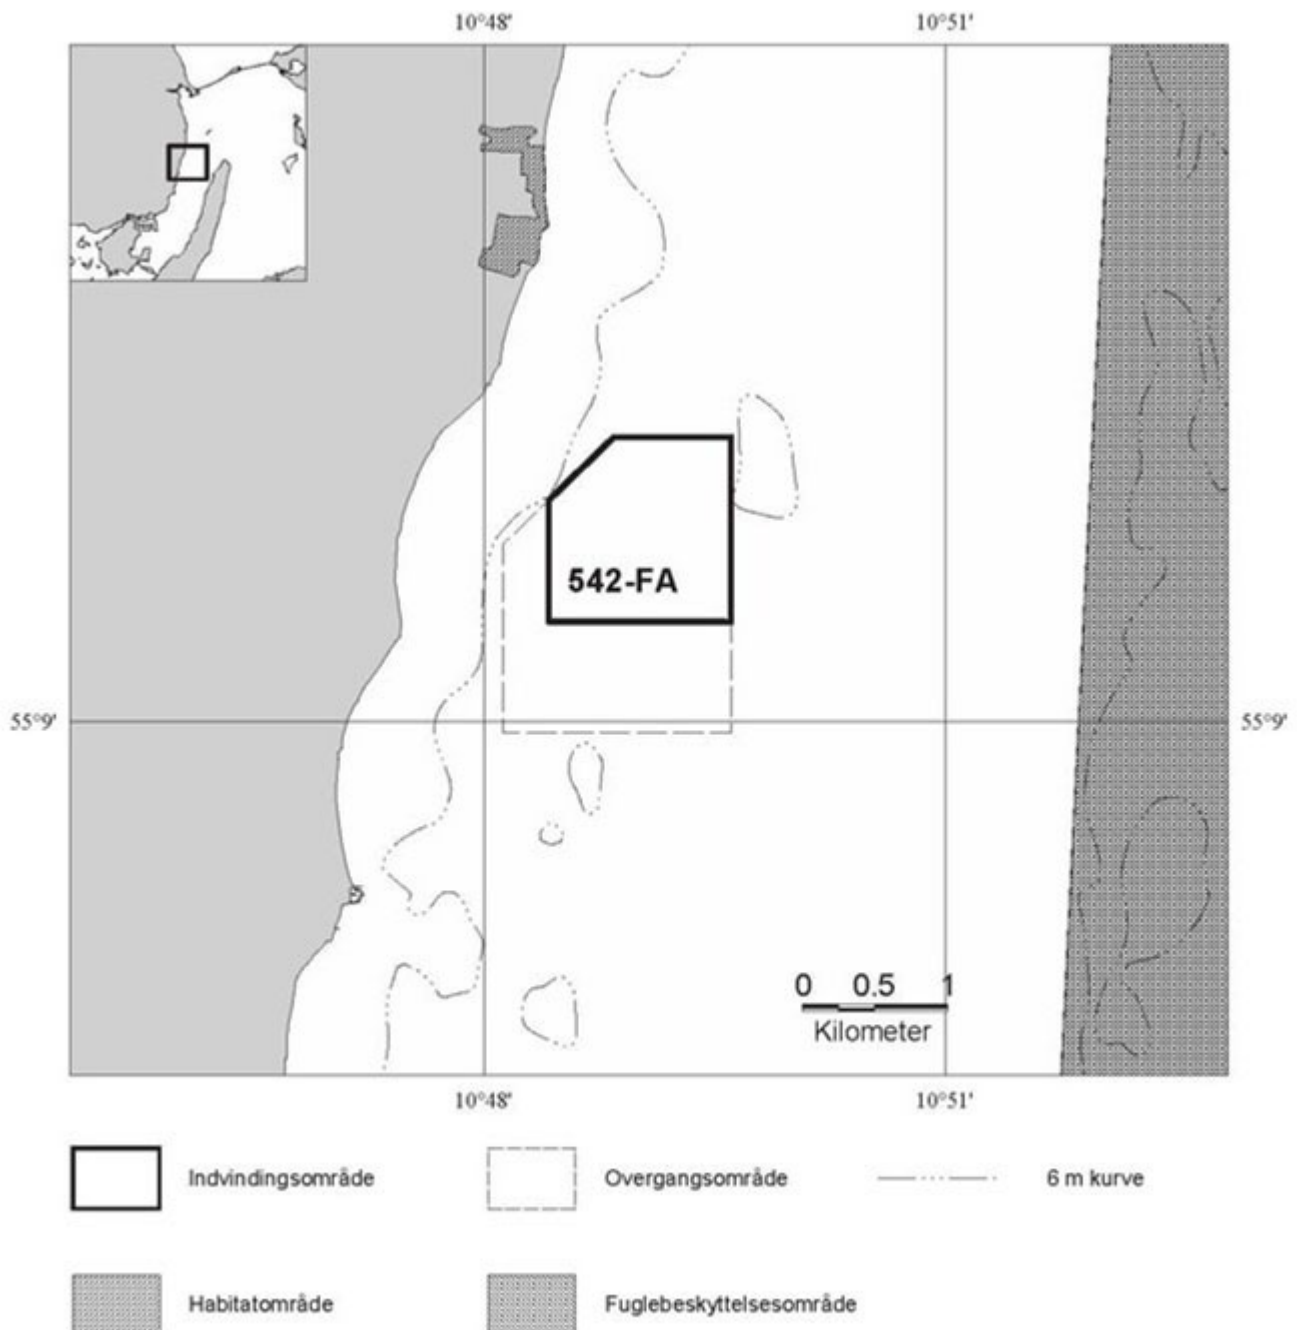 10°48' 10°51'
542-FA
55°9' 55°9'
0 0.5 1
Kilometer
10°48' 10°51'
Indvindingsområde Overgangsområde 6 m kurve
Habitatområde Fuglebeskyttelsesområde